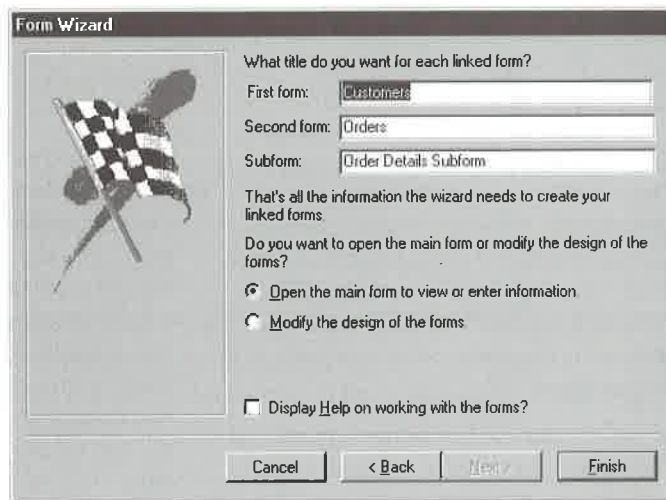 Form Wizard
What title do you want for each linked form?
First form: Customers
Second form: Orders
Subform: Order Details Subform
That's all the information the wizard needs to create your
linked forms.
Do you want to open the main form or modify the design of the
forms?
Open the main form to view or enter information.
Modify the design of the forms.
Display Help on working with the forms?
Cancel < Back Next > Finish